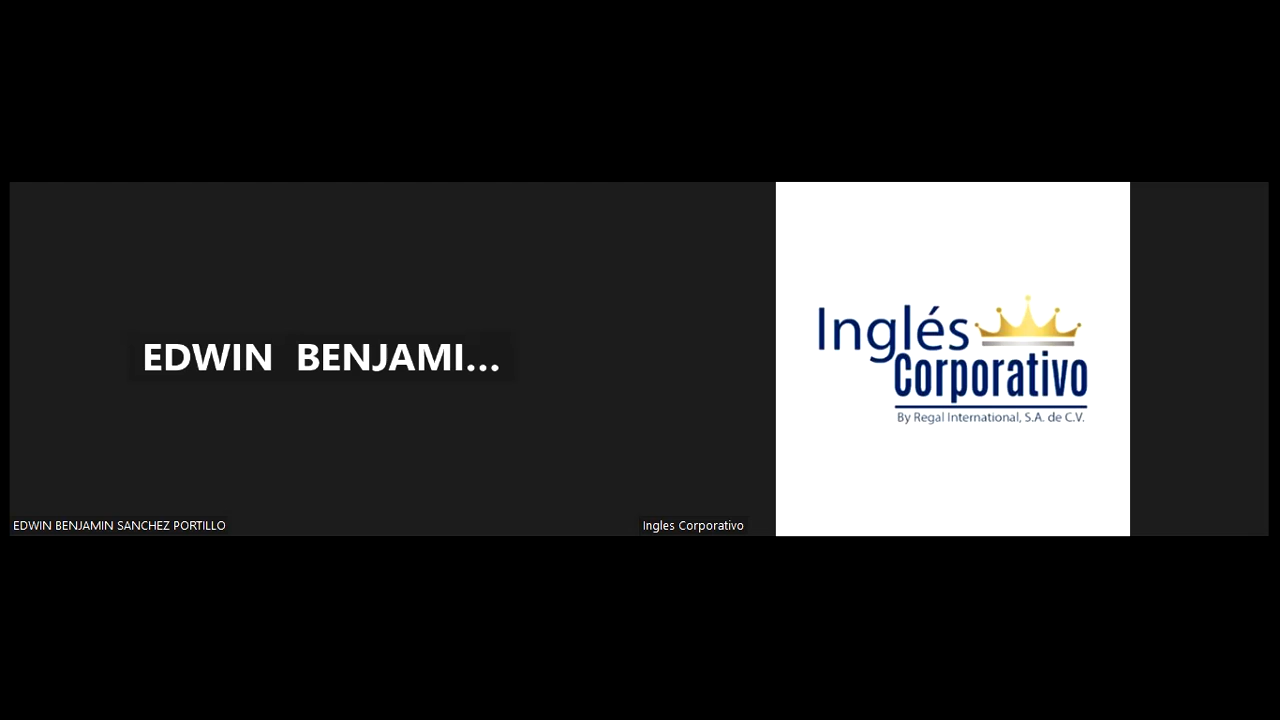 EDWIN BENJAMI...
EDWIN BENJAMIN SANCHEZ PORTILLO
Inglés
Corporativo
By Regal International, S.A. de C.V.
Ingles Corporativo